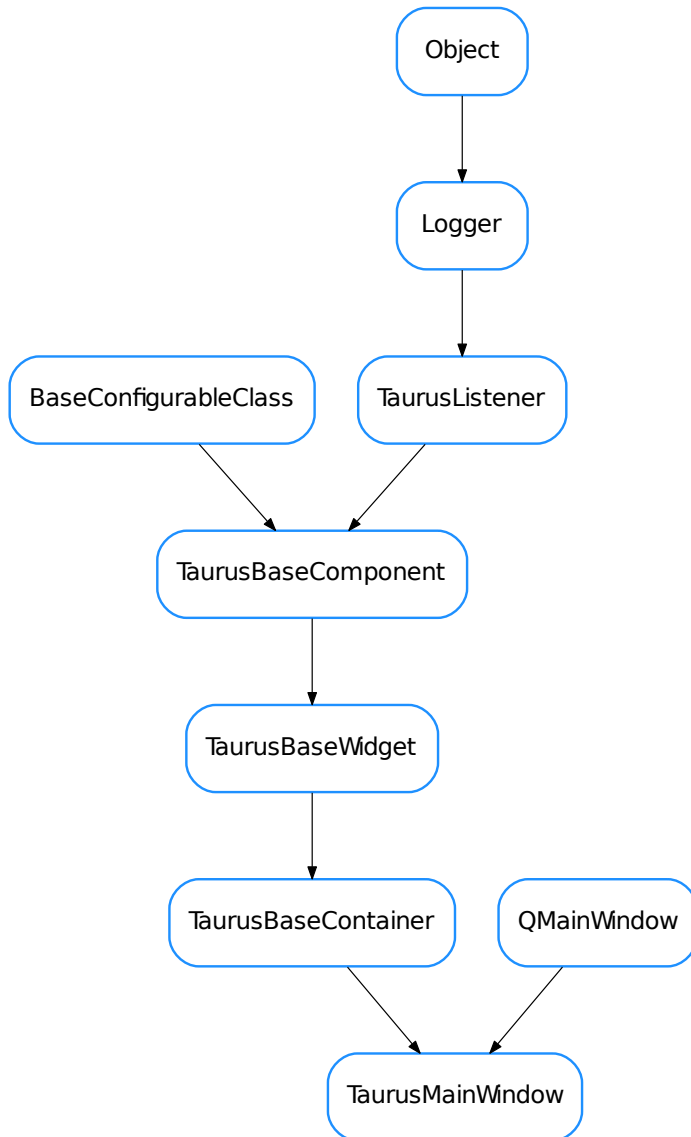 Object
Logger
BaseConfigurableClass
TaurusListener
TaurusBaseComponent
TaurusBaseWidget
TaurusBaseContainer
QMainWindow
TaurusMainWindow